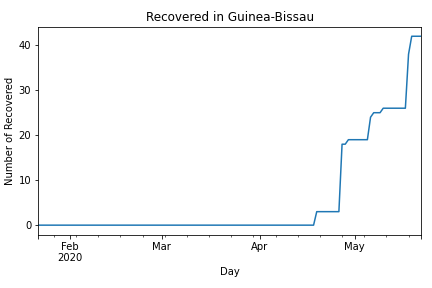 Recovered in Guinea-Bissau
Number of Recovered
40
30
20
10
0
Feb
2020
Mar
Apr
May
Day